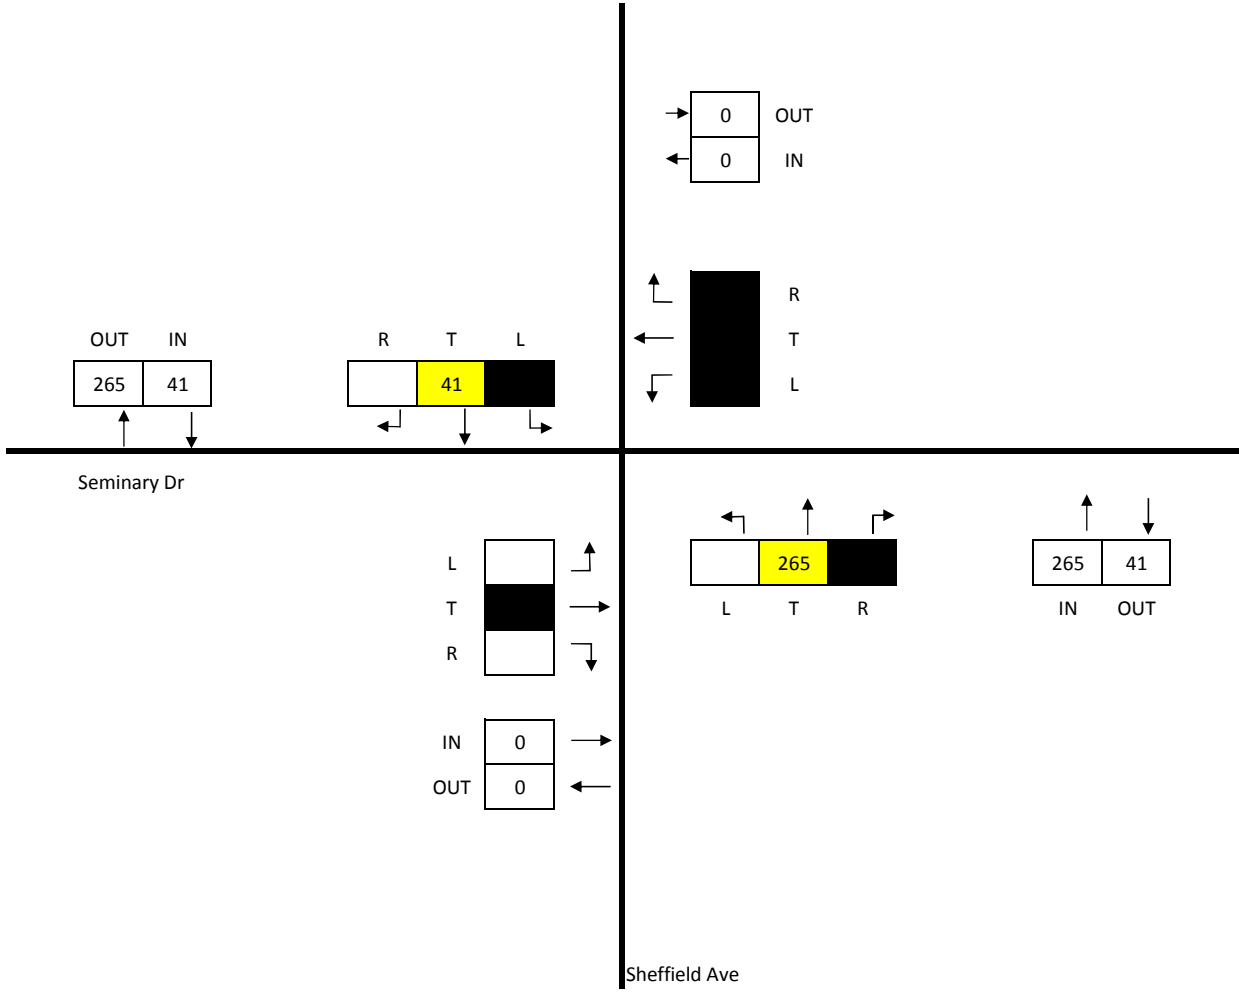 0 OUT
0 IN
R
T
L
OUT IN
265 41
R T L
41
Seminary Dr
L
T
R
265
L T R
265 41
IN OUT
IN 0
OUT 0
Sheffield Ave